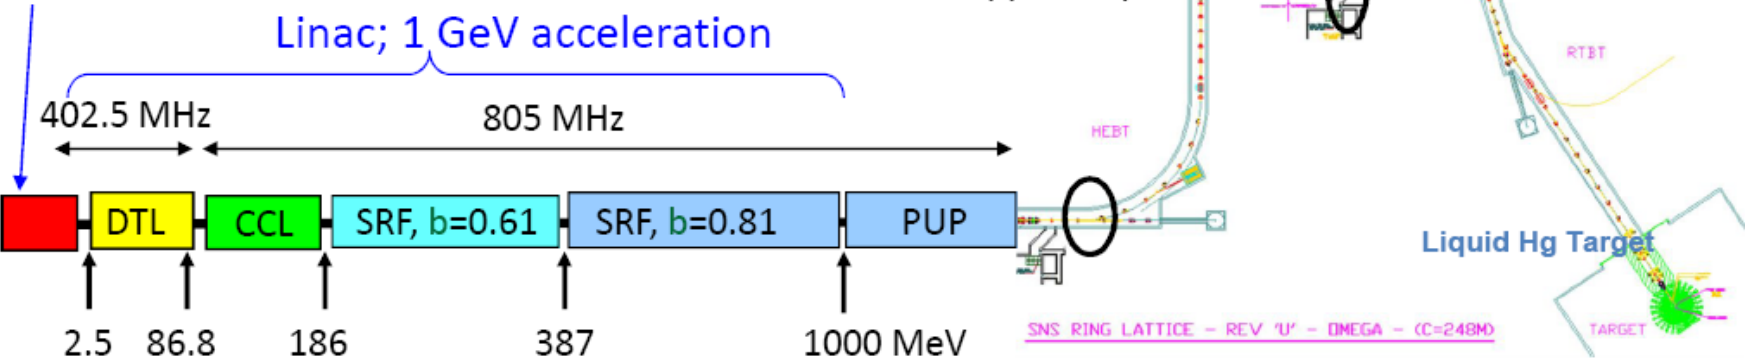 Linac; 1 GeV acceleration
402.5 MHz
805 MHz
DTL
CCL
SRF, b=0.61
SRF, b=0.81
PUP
2.5
86.8
186
387
1000 MeV
HEBT
RTBT
Liquid Hg Target
TARGET
SNS RING LATTICE - REV 'U' - OMEGA - (C=248M)